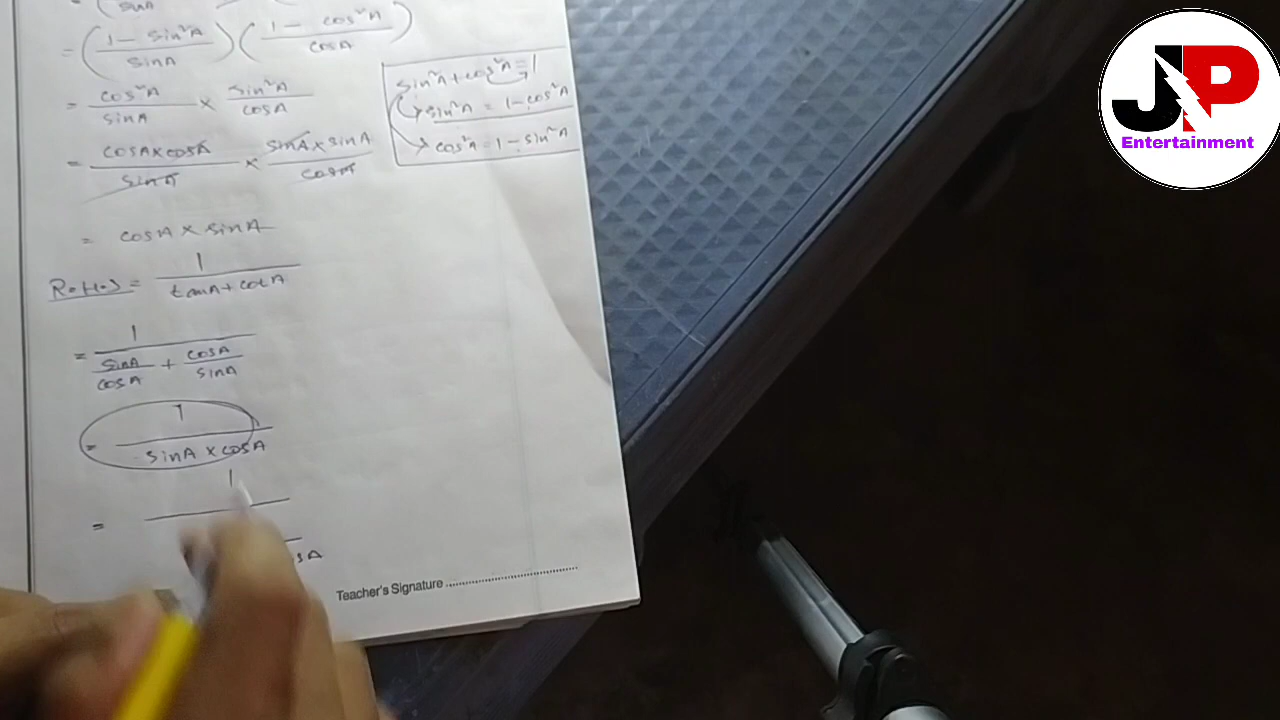 sinA
= (1 - sin²A / sinA) (1 - cos²A / cosA)
= cos²A / sinA × sin²A / cosA
= cosA×cosA / sinA × sinA×sinA / cosA
= cosA × sinA
sin²A + cos²A = 1
sin²A = 1 - cos²A
cos²A = 1 - sin²A
R.H.S = 1 / tanA + cotA
= 1 / sinA / cosA + cosA / sinA
= 1 / sinA × cosA
= 1
sA
Teacher's Signature
JP
Entertainment